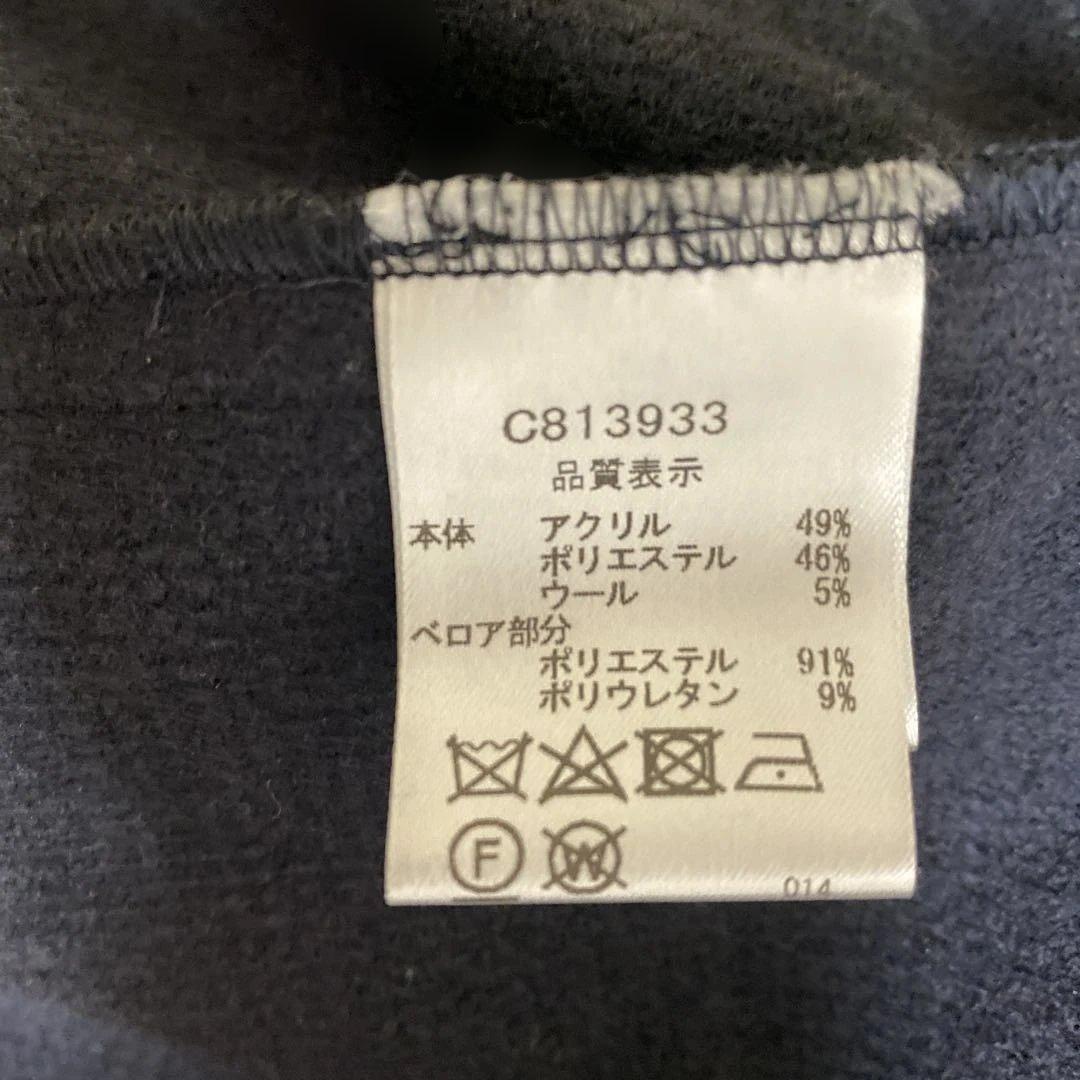 C813933
品質表示
本体 アクリル 49%
ポリエステル 46%
ウール 5%
ベロア部分
ポリエステル 91%
ポリウレタン 9%
F W
014